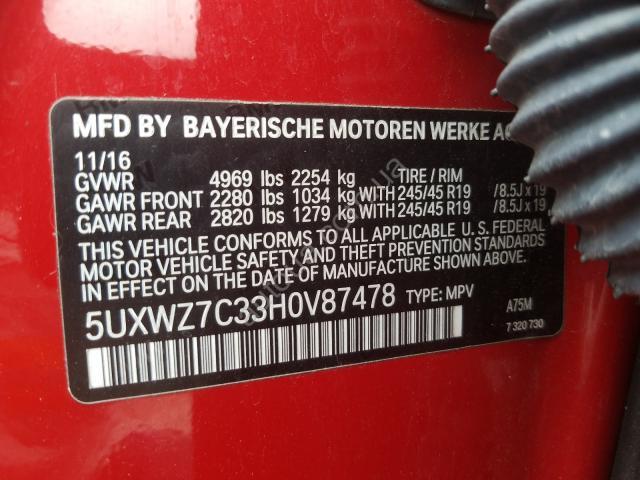 MFD BY BAYERISCHE MOTOREN WERKE AG
11/16
GVWR 4969 lbs 2254 kg TIRE / RIM
GAWR FRONT 2280 lbs 1034 kg WITH 245/45 R19 /8.5J x 19
GAWR REAR 2820 lbs 1279 kg WITH 245/45 R19 /8.5J x 19
THIS VEHICLE CONFORMS TO ALL APPLICABLE U. S. FEDERAL
MOTOR VEHICLE SAFETY AND THEFT PREVENTION STANDARDS
IN EFFECT ON THE DATE OF MANUFACTURE SHOWN ABOVE.
5UXWZ7C33H0V87478 TYPE: MPV A75M
7 320 730